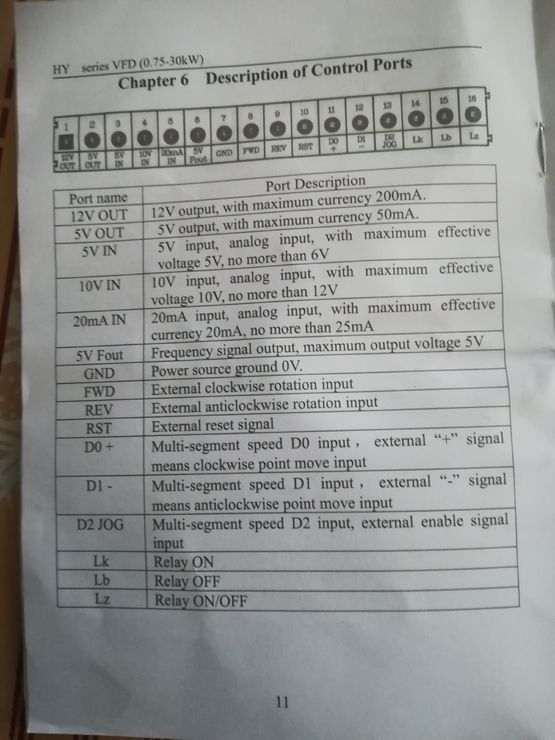 HY series VFD (0.75-30kW)
Chapter 6 Description of Control Ports
1 2 3 4 5 6 7 8 9 10 11 12 13 14 15 16
12V OUT 5V OUT 5V IN 10V IN 20mA IN 5V Fout GND FWD REV RST D0 + D1 - D2 JOG Lk Lb Lz
Port name Port Description
12V OUT 12V output, with maximum currency 200mA.
5V OUT 5V output, with maximum currency 50mA.
5V IN 5V input, analog input, with maximum effective
voltage 5V, no more than 6V
10V IN 10V input, analog input, with maximum effective
voltage 10V, no more than 12V
20mA IN 20mA input, analog input, with maximum effective
currency 20mA, no more than 25mA
5V Fout Frequency signal output, maximum output voltage 5V
GND Power source ground 0V.
FWD External clockwise rotation input
REV External anticlockwise rotation input
RST External reset signal
D0 + Multi-segment speed D0 input , external “+” signal
means clockwise point move input
D1 - Multi-segment speed D1 input , external “-” signal
means anticlockwise point move input
D2 JOG Multi-segment speed D2 input, external enable signal
input
Lk Relay ON
Lb Relay OFF
Lz Relay ON/OFF
11